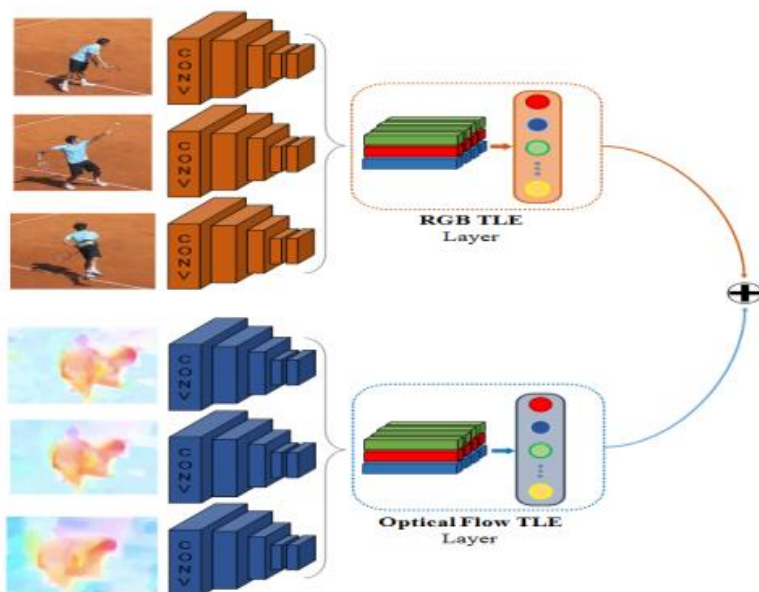 CONV
CONV
CONV
RGB TLE
Layer
CONV
CONV
CONV
Optical Flow TLE
Layer